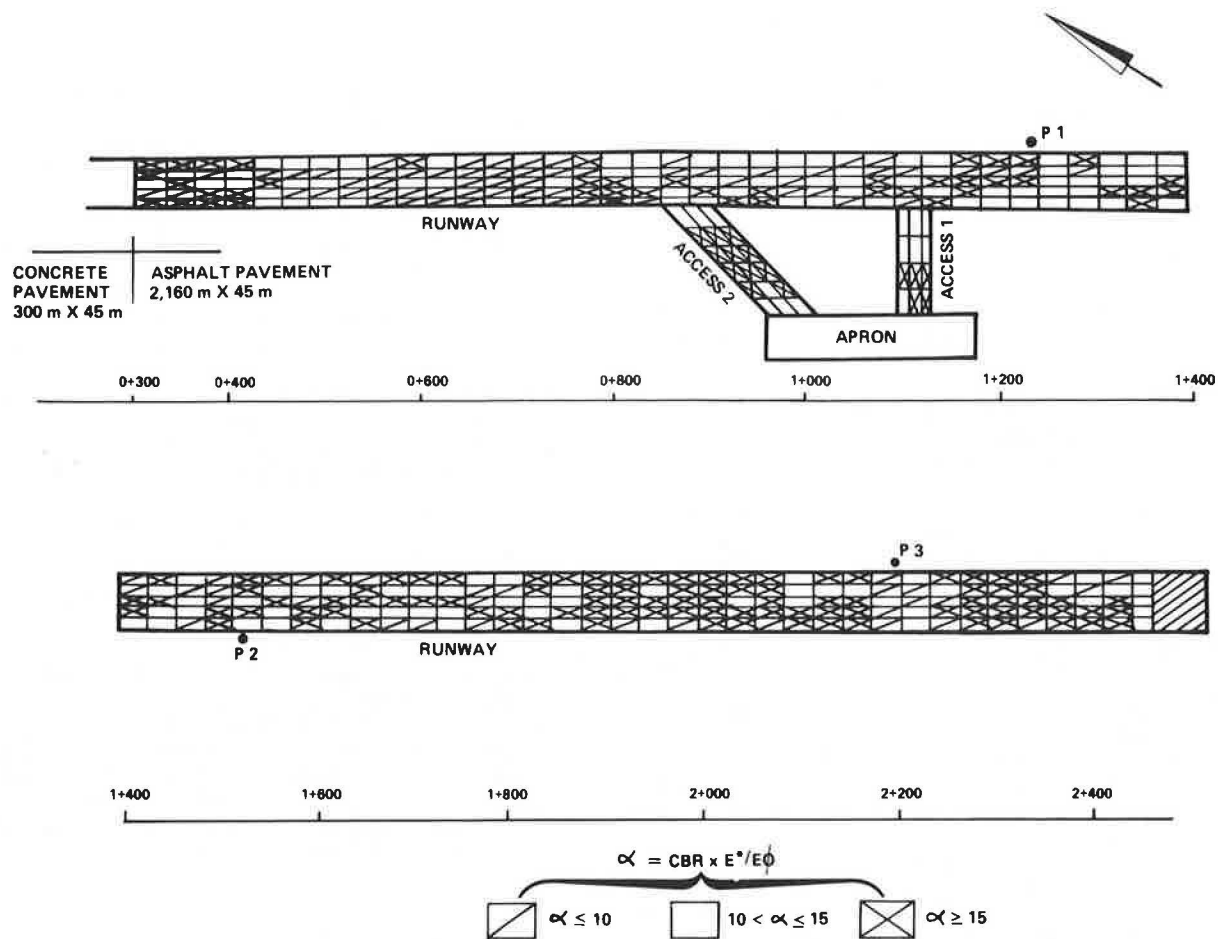 P 1
RUNWAY
CONCRETE
PAVEMENT
300 m X 45 m
ASPHALT PAVEMENT
2,160 m X 45 m
ACCESS 2
ACCESS 1
APRON
0+300 0+400 0+600 0+800 1+000 1+200 1+400
P 3
P 2
RUNWAY
1+400 1+600 1+800 2+000 2+200 2+400
α = CBR x E*/Eϕ
α ≤ 10 10 < α ≤ 15 α ≥ 15